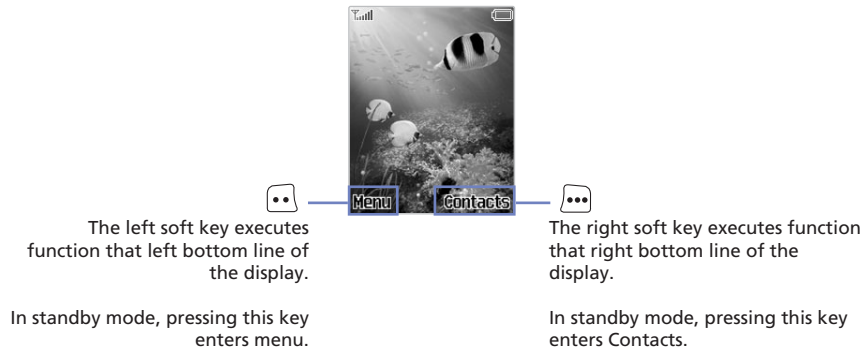 Menu
Contacts
The left soft key executes
function that left bottom line of
the display.
In standby mode, pressing this key
enters menu.
The right soft key executes function
that right bottom line of the
display.
In standby mode, pressing this key
enters Contacts.